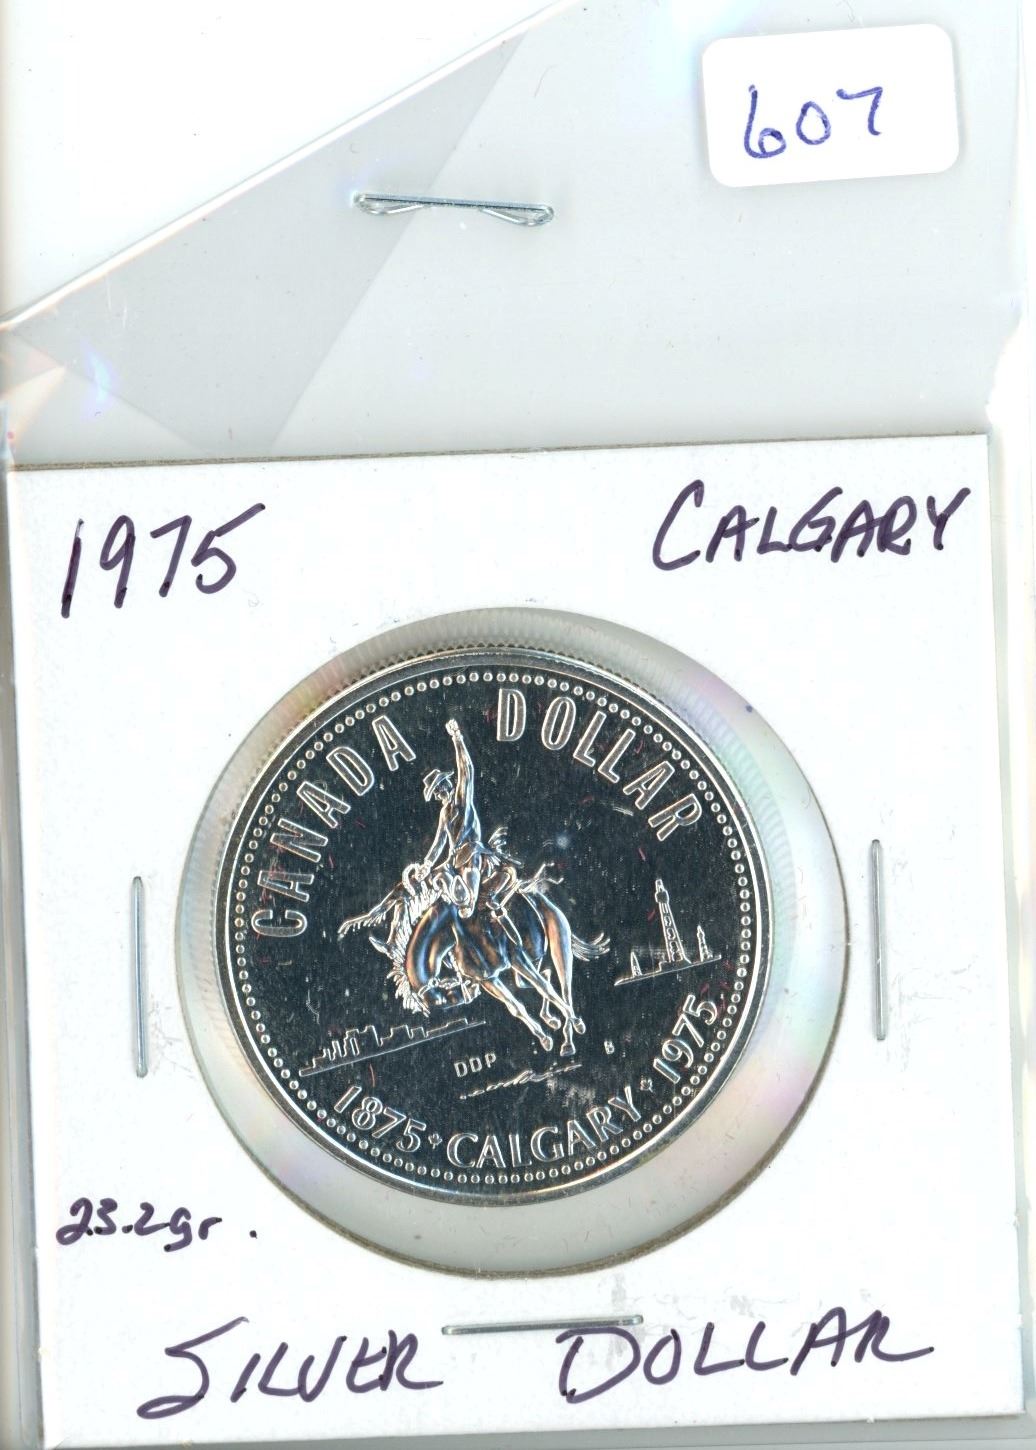 607
1975 CALGARY
CANADA DOLLAR
DDP B
1875 CALGARY 1975
23.2gr.
SILVER DOLLAR